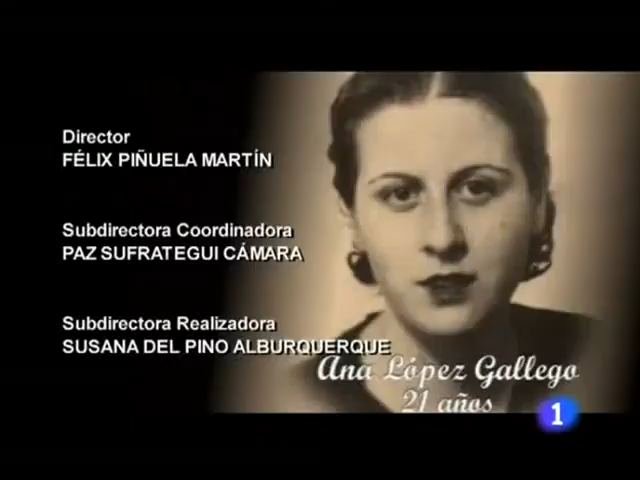 Director
FÉLIX PIÑUELA MARTÍN
Subdirectora Coordinadora
PAZ SUFRATEGUI CÁMARA
Subdirectora Realizadora
SUSANA DEL PINO ALBURQUERQUE
Ana López Gallego
21 años
1